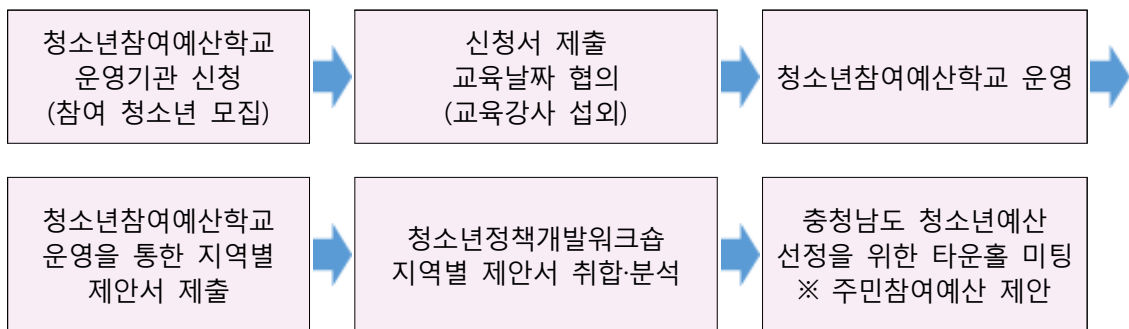 청소년참여예산학교
운영기관 신청
(참여 청소년 모집)
신청서 제출
교육날짜 협의
(교육강사 섭외)
청소년참여예산학교 운영
청소년참여예산학교
운영을 통한 지역별
제안서 제출
청소년정책개발워크숍
지역별 제안서 취합·분석
충청남도 청소년예산
선정을 위한 타운홀 미팅
※ 주민참여예산 제안